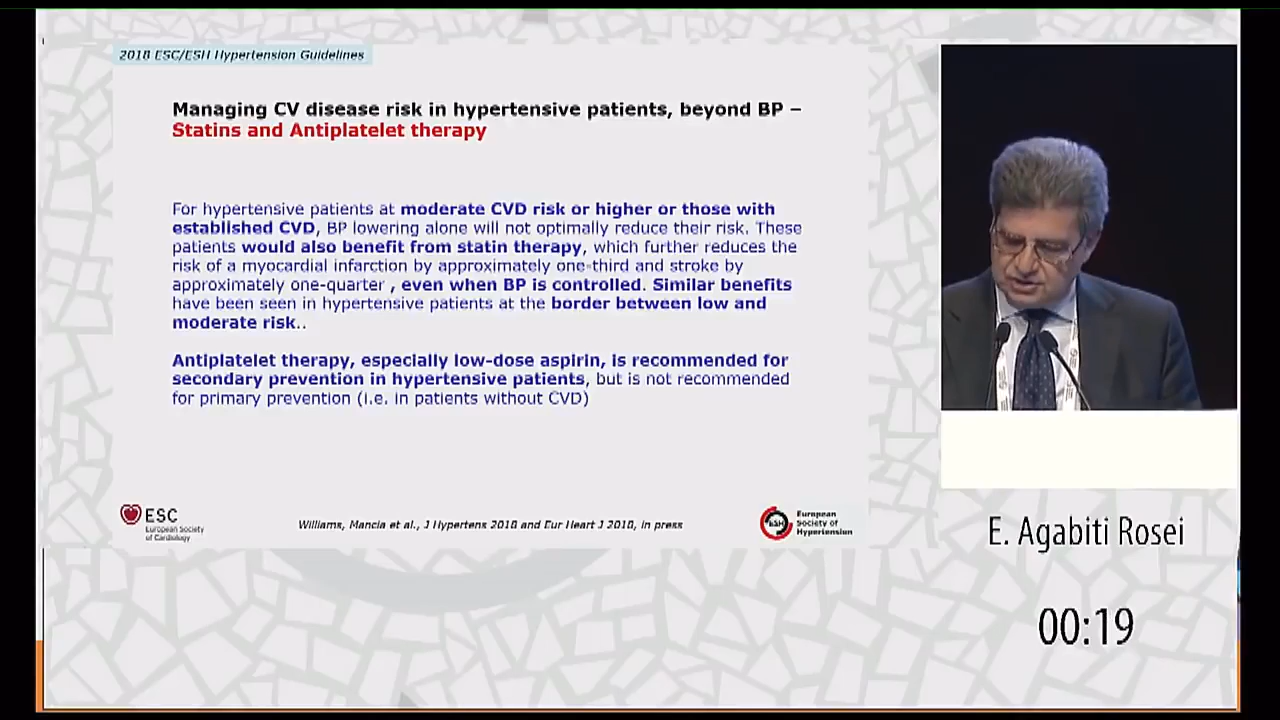 2018 ESC/ESH Hypertension Guidelines
Managing CV disease risk in hypertensive patients, beyond BP –
Statins and Antiplatelet therapy
For hypertensive patients at moderate CVD risk or higher or those with
established CVD, BP lowering alone will not optimally reduce their risk. These
patients would also benefit from statin therapy, which further reduces the
risk of a myocardial infarction by approximately one-third and stroke by
approximately one-quarter , even when BP is controlled. Similar benefits
have been seen in hypertensive patients at the border between low and
moderate risk..
Antiplatelet therapy, especially low-dose aspirin, is recommended for
secondary prevention in hypertensive patients, but is not recommended
for primary prevention (i.e. in patients without CVD)
ESC
European Society
of Cardiology
Williams, Mancia et al., J Hypertens 2018 and Eur Heart J 2018, in press
ESH
European
Society of
Hypertension
E. Agabiti Rosei
00:19